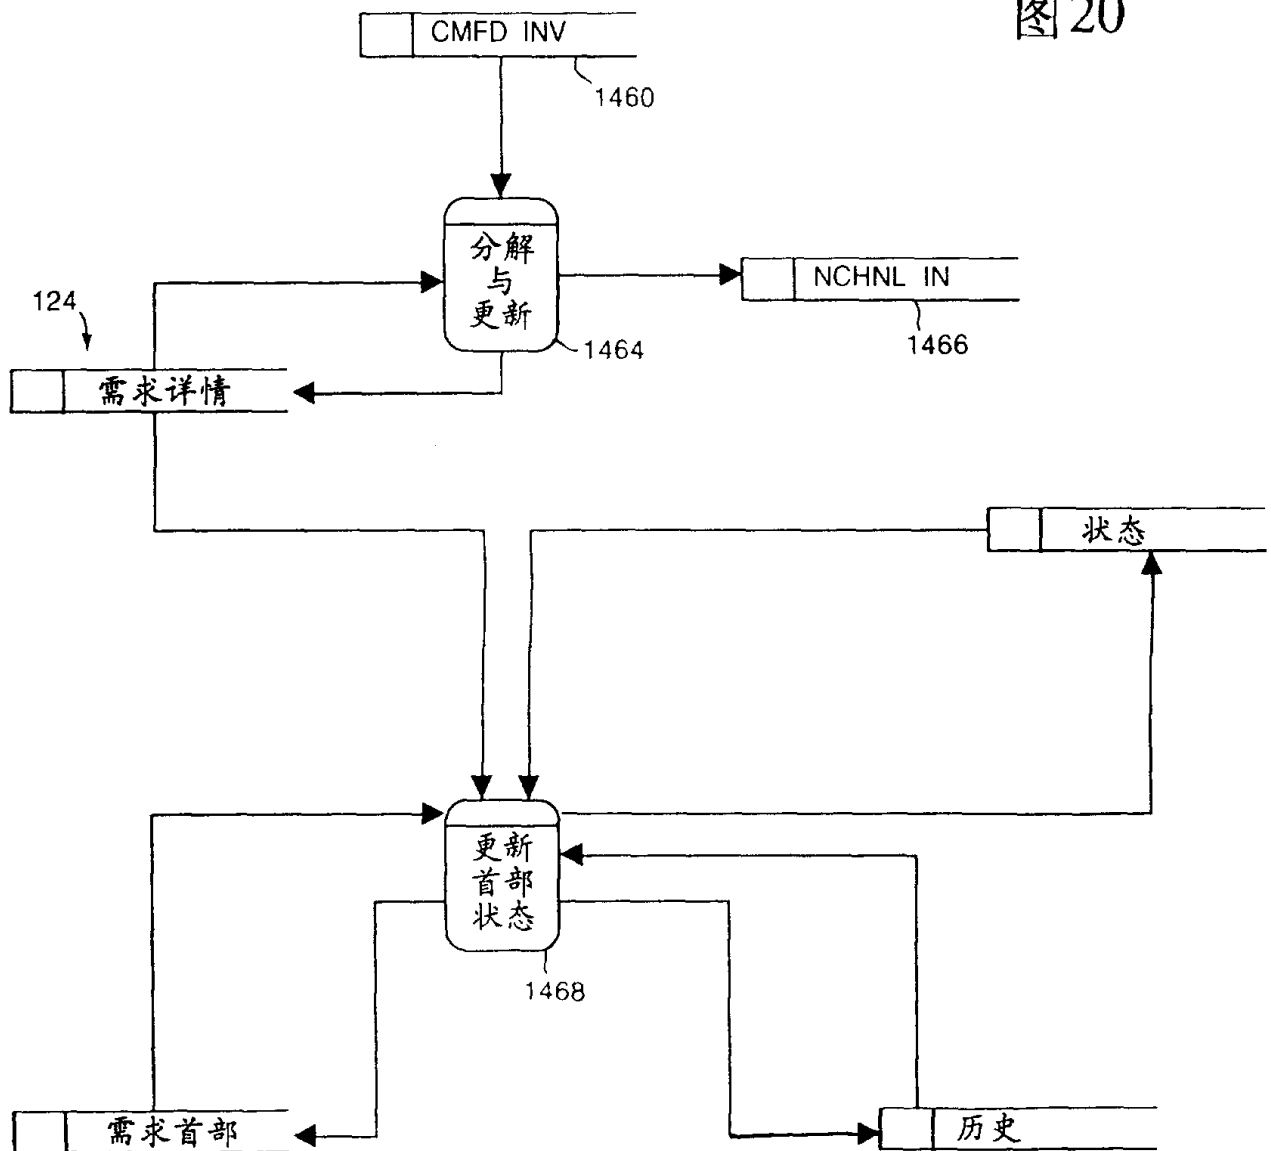 图20
CMFD INV
1460
分解
与
更新
1464
NCHNL IN
1466
124
需求详情
状态
更新
首部
状态
1468
需求首部
历史